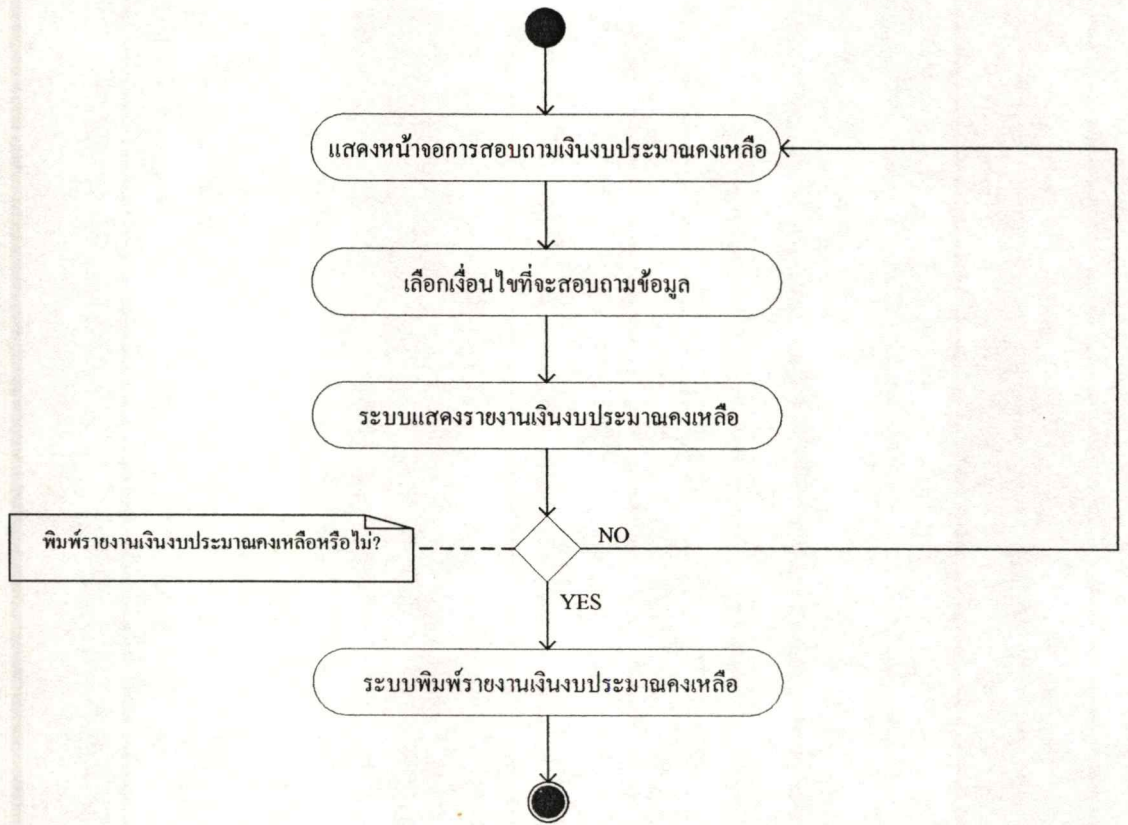 แสดงหน้าจอการสอบถามเงินงบประมาณคงเหลือ
เลือกเงื่อนไขที่จะสอบถามข้อมูล
ระบบแสดงรายงานเงินงบประมาณคงเหลือ
พิมพ์รายงานเงินงบประมาณคงเหลือหรือไม่?
NO
YES
ระบบพิมพ์รายงานเงินงบประมาณคงเหลือ